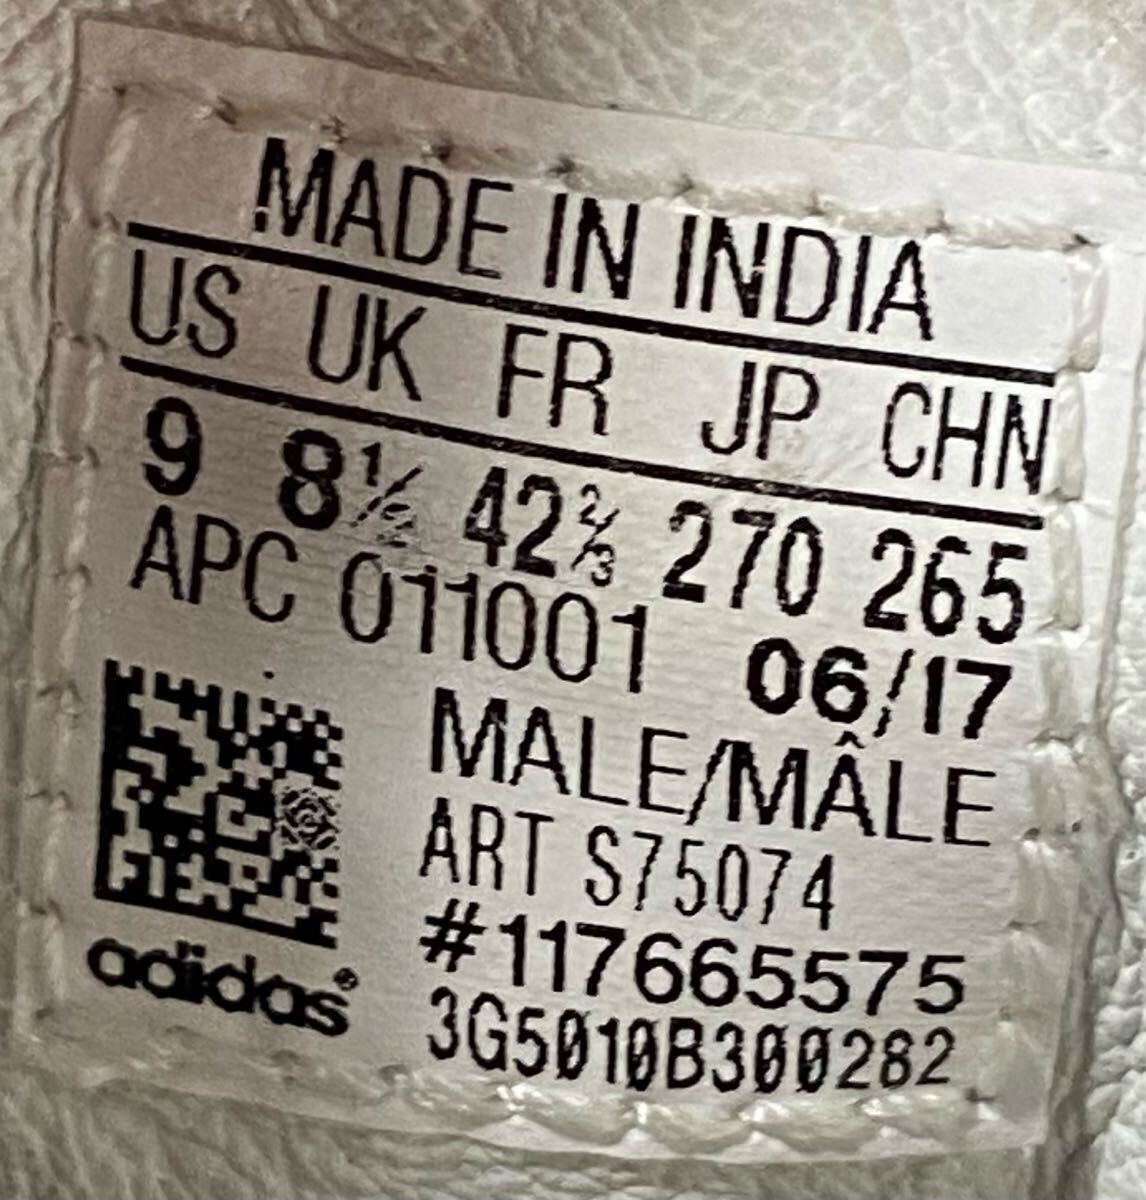 MADE IN INDIA
US UK FR JP CHN
9 8½ 42⅔ 270 265
APC 011001 06/17
MALE/MÂLE
ART S75074
#117665575
3G5010B300282
adidas®